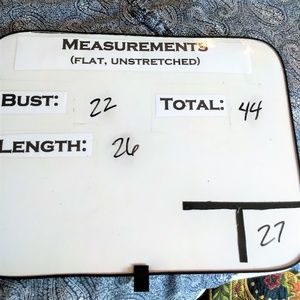 MEASUREMENTS
(FLAT, UNSTRETCHED)
BUST: 22 TOTAL: 44
LENGTH: 26
27